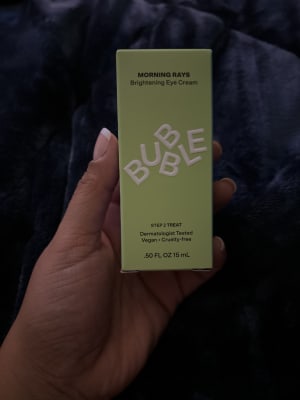 MORNING RAYS
Brightening Eye Cream
BUBBLE
STEP 2 TREAT
Dermatologist Tested
Vegan • Cruelty-free
.50 FL OZ 15 mL